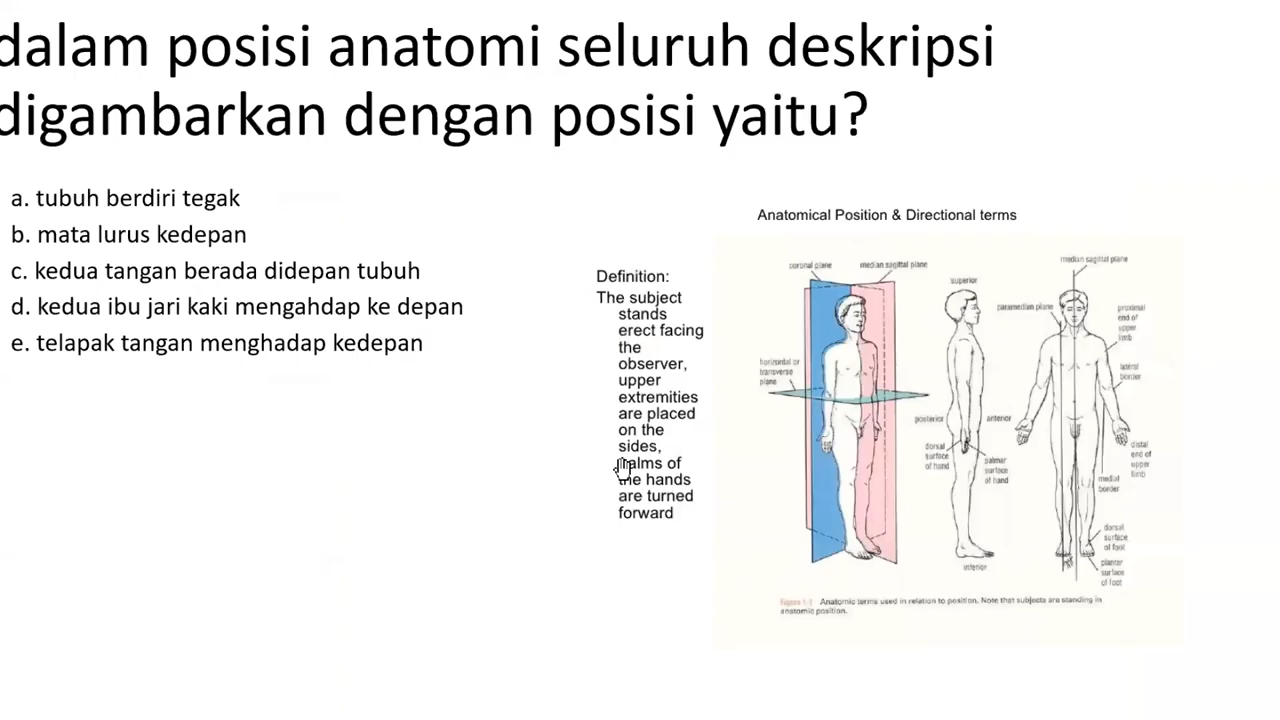 dalam posisi anatomi seluruh deskripsi
digambarkan dengan posisi yaitu?
a. tubuh berdiri tegak
b. mata lurus kedepan
c. kedua tangan berada didepan tubuh
d. kedua ibu jari kaki mengahdap ke depan
e. telapak tangan menghadap kedepan
Definition:
The subject
stands
erect facing
the
observer,
upper
extremities
are placed
on the
sides,
palms of
the hands
are turned
forward
Anatomical Position & Directional terms
coronal plane
median sagittal plane
horizontal or
transverse
plane
superior
posterior
anterior
dorsal
surface
of hand
palmar
surface
of hand
inferior
median sagittal plane
paramedian plane
proximal
end of
upper
limb
lateral
border
distal
end of
upper
limb
medial
border
dorsal
surface
of foot
plantar
surface
of foot
Figure 1-1 Anatomic terms used in relation to position. Note that subjects are standing in
anatomic position.